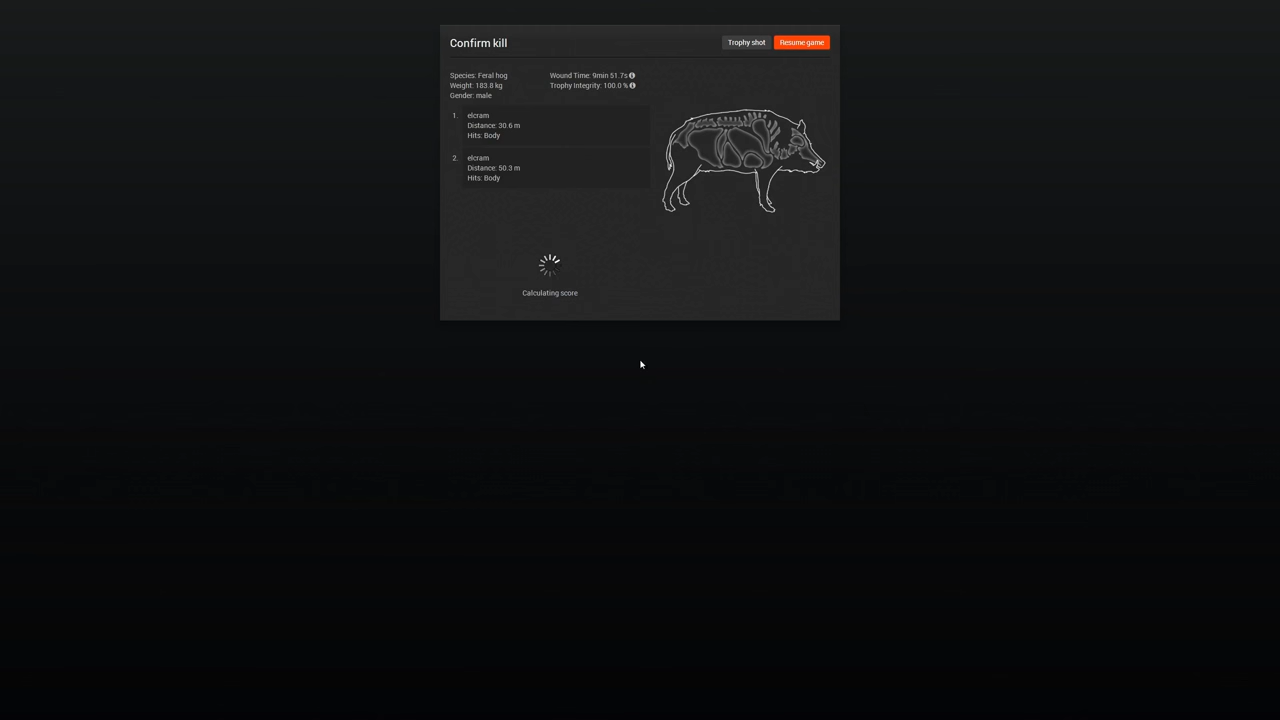 Confirm kill
Trophy shot
Resume game
Species: Feral hog
Weight: 183.8 kg
Gender: male
Wound Time: 9min 51.7s
Trophy Integrity: 100.0 %
1. elcram
Distance: 30.6 m
Hits: Body
2. elcram
Distance: 50.3 m
Hits: Body
Calculating score